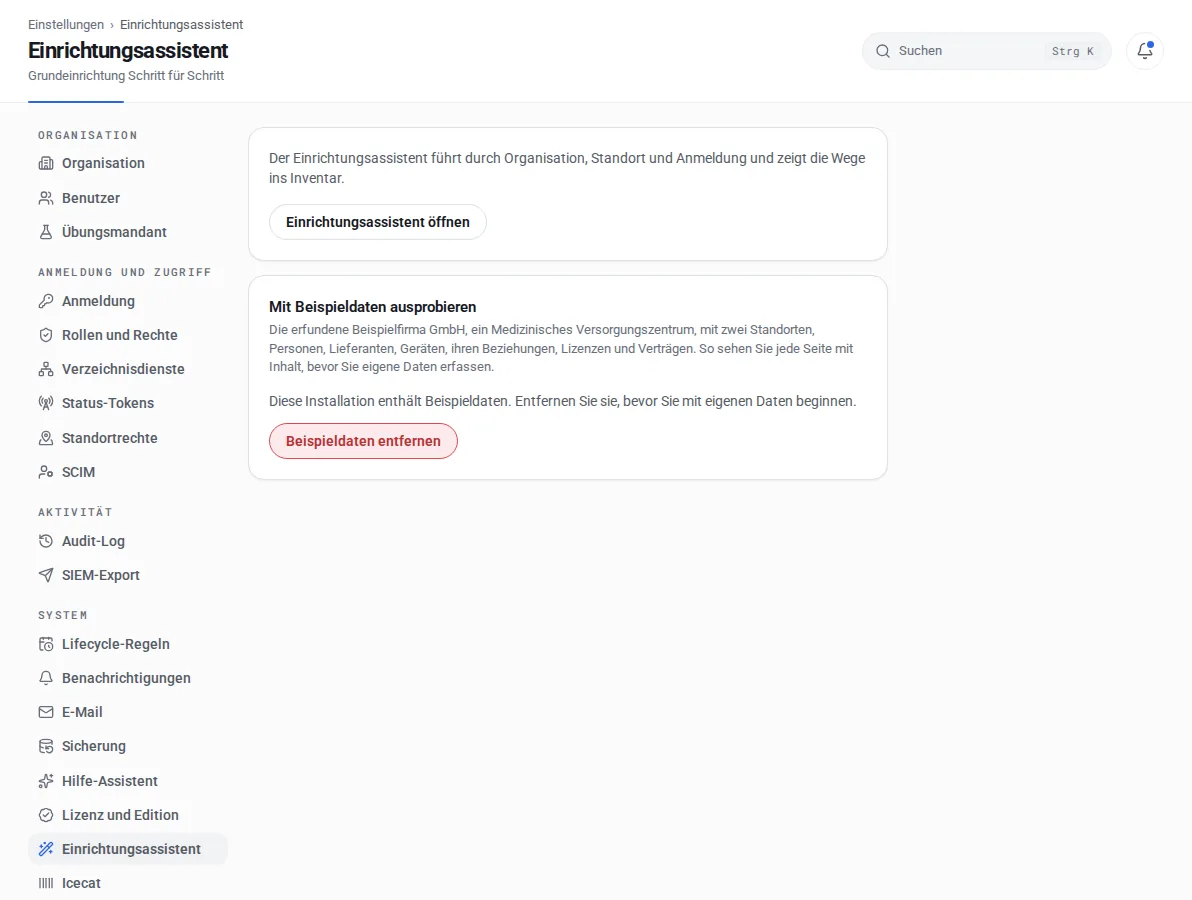 Einstellungen › Einrichtungsassistent
Einrichtungsassistent
Grundeinrichtung Schritt für Schritt
Suchen
Strg K
ORGANISATION
Organisation
Benutzer
Übungsmandant
ANMELDUNG UND ZUGRIFF
Anmeldung
Rollen und Rechte
Verzeichnisdienste
Status-Tokens
Standortrechte
SCIM
AKTIVITÄT
Audit-Log
SIEM-Export
SYSTEM
Lifecycle-Regeln
Benachrichtigungen
E-Mail
Sicherung
Hilfe-Assistent
Lizenz und Edition
Einrichtungsassistent
Icecat
Der Einrichtungsassistent führt durch Organisation, Standort und Anmeldung und zeigt die Wege
ins Inventar.
Einrichtungsassistent öffnen
Mit Beispieldaten ausprobieren
Die erfundene Beispielfirma GmbH, ein Medizinisches Versorgungszentrum, mit zwei Standorten,
Personen, Lieferanten, Geräten, ihren Beziehungen, Lizenzen und Verträgen. So sehen Sie jede Seite mit
Inhalt, bevor Sie eigene Daten erfassen.
Diese Installation enthält Beispieldaten. Entfernen Sie sie, bevor Sie mit eigenen Daten beginnen.
Beispieldaten entfernen